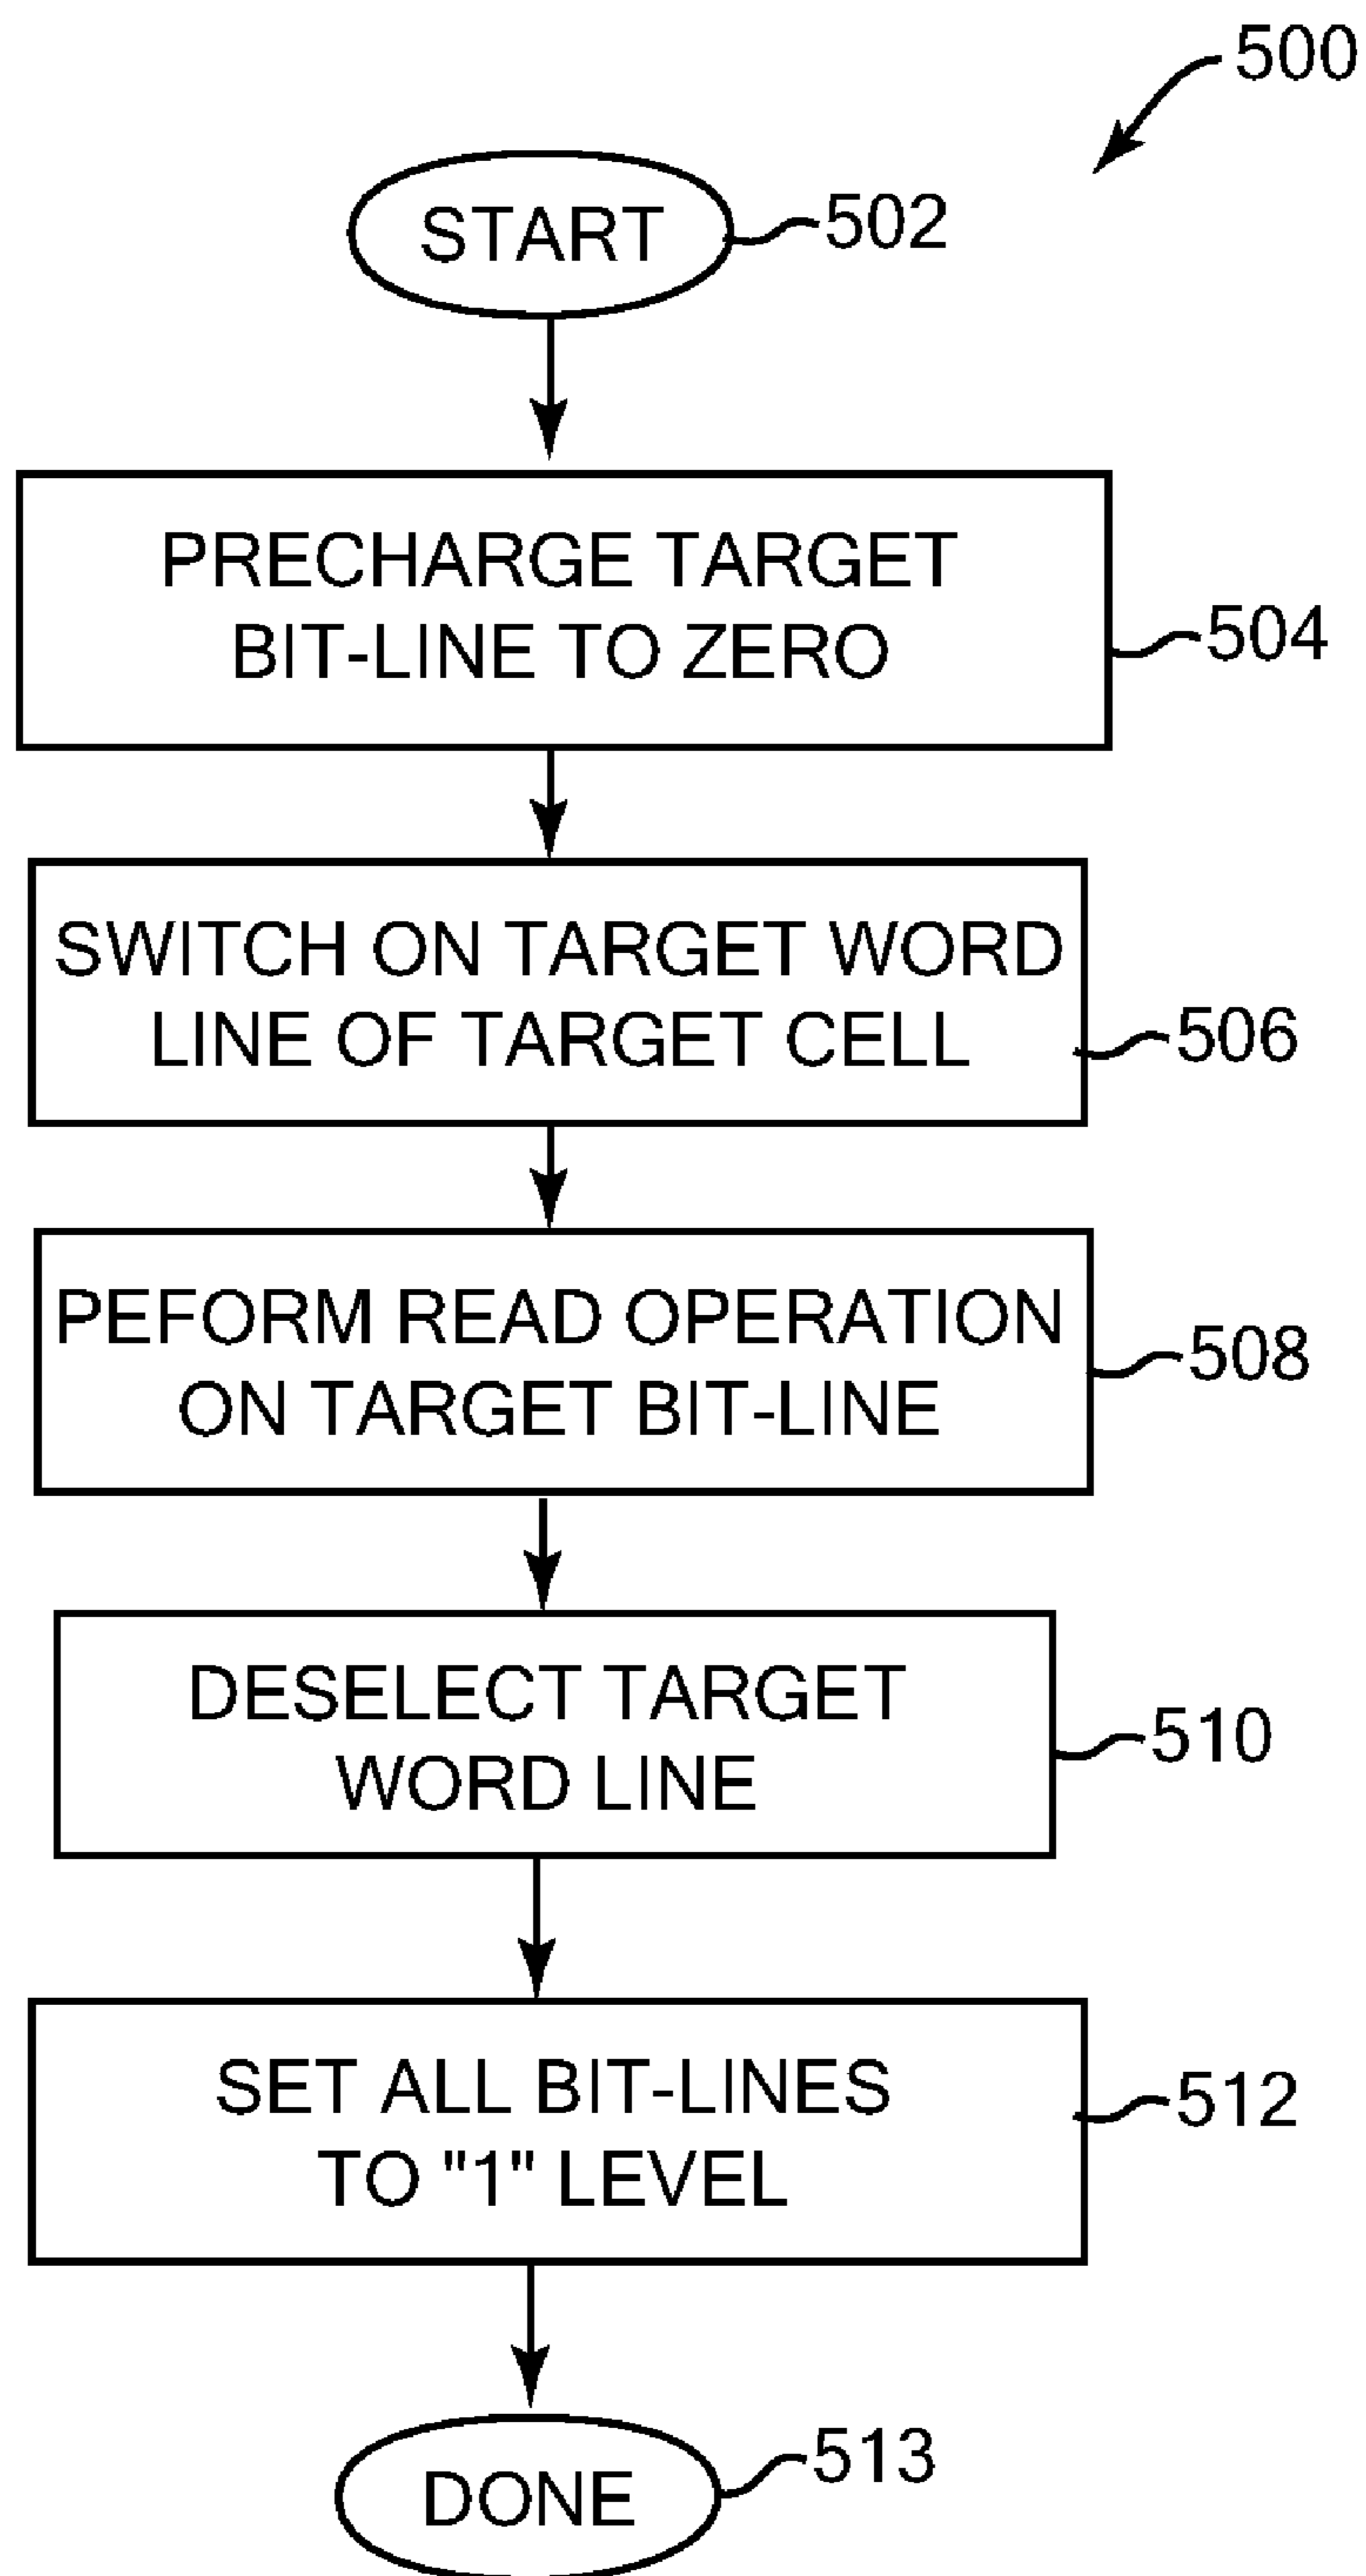 500
START
502
PRECHARGE TARGET
BIT-LINE TO ZERO
504
SWITCH ON TARGET WORD
LINE OF TARGET CELL
506
PEFORM READ OPERATION
ON TARGET BIT-LINE
508
DESELECT TARGET
WORD LINE
510
SET ALL BIT-LINES
TO "1" LEVEL
512
DONE
513